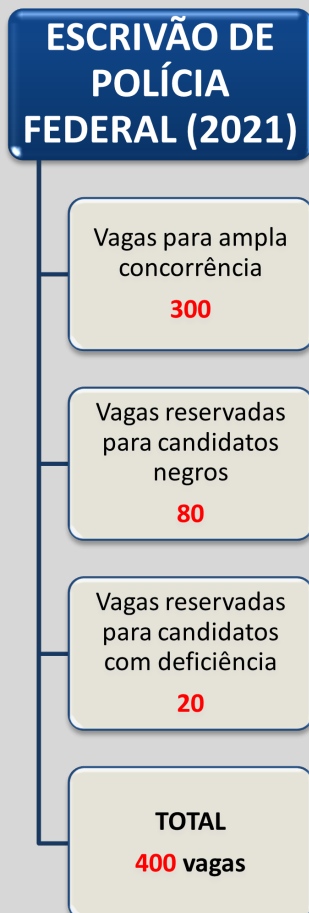 ESCRIVÃO DE
POLÍCIA
FEDERAL (2021)
Vagas para ampla
concorrência
300
Vagas reservadas
para candidatos
negros
80
Vagas reservadas
para candidatos
com deficiência
20
TOTAL
400 vagas